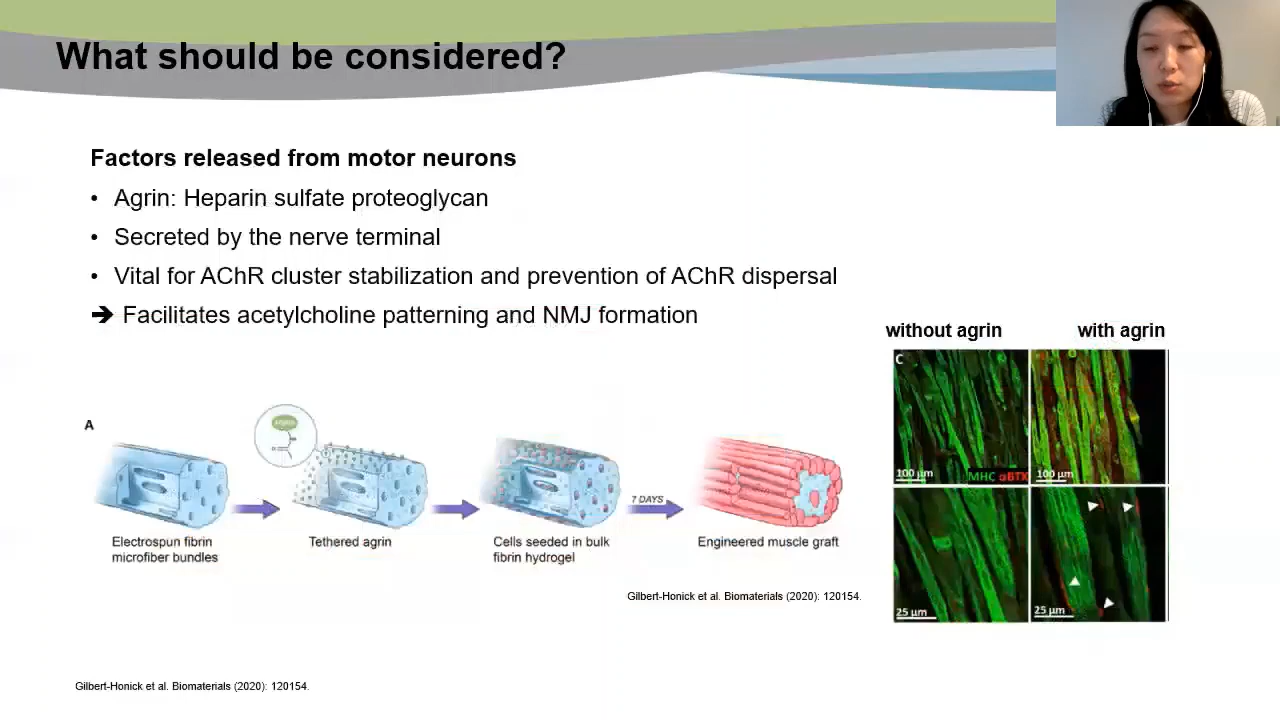 What should be considered?
Factors released from motor neurons
• Agrin: Heparin sulfate proteoglycan
• Secreted by the nerve terminal
• Vital for AChR cluster stabilization and prevention of AChR dispersal
➔ Facilitates acetylcholine patterning and NMJ formation
without agrin
with agrin
A
Electrospun fibrin
microfiber bundles
Tethered agrin
Cells seeded in bulk
fibrin hydrogel
7 DAYS
Engineered muscle graft
C
100 µm
MHC αBTX
100 µm
25 µm
25 µm
Gilbert-Honick et al. Biomaterials (2020): 120154.
Gilbert-Honick et al. Biomaterials (2020): 120154.